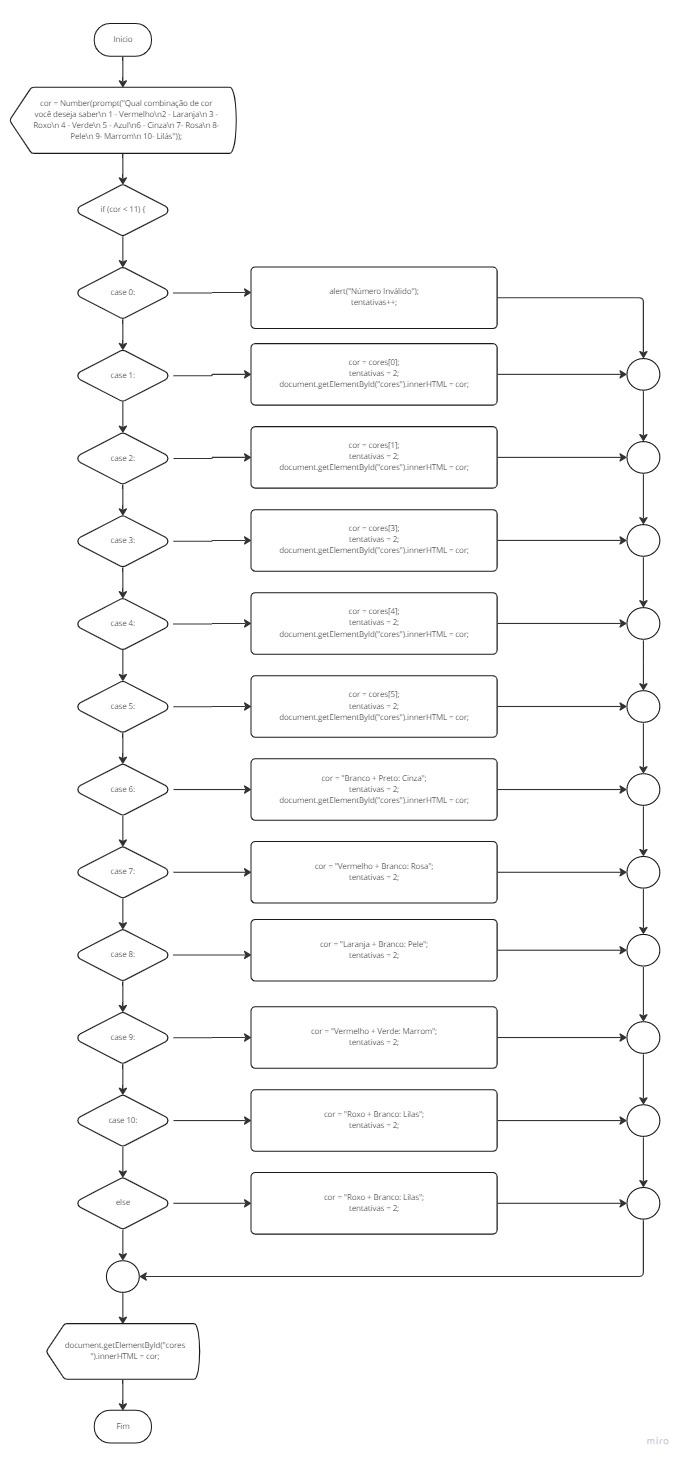 Inicio
cor = Number(prompt("Qual combinação de cor
você deseja saber\n 1 - Vermelho\n2 - Laranja\n 3 -
Roxo\n 4 - Verde\n 5 - Azul\n6 - Cinza\n 7- Rosa\n 8-
Pele\n 9- Marrom\n 10- Lilás"));
if (cor < 11) {
case 0:
alert("Número Inválido");
tentativas++;
case 1:
cor = cores[0];
tentativas = 2;
document.getElementById("cores").innerHTML = cor;
case 2:
cor = cores[1];
tentativas = 2;
document.getElementById("cores").innerHTML = cor;
case 3:
cor = cores[3];
tentativas = 2;
document.getElementById("cores").innerHTML = cor;
case 4:
cor = cores[4];
tentativas = 2;
document.getElementById("cores").innerHTML = cor;
case 5:
cor = cores[5];
tentativas = 2;
document.getElementById("cores").innerHTML = cor;
case 6:
cor = "Branco + Preto: Cinza";
tentativas = 2;
document.getElementById("cores").innerHTML = cor;
case 7:
cor = "Vermelho + Branco: Rosa";
tentativas = 2;
case 8:
cor = "Laranja + Branco: Pele";
tentativas = 2;
case 9:
cor = "Vermelho + Verde: Marrom";
tentativas = 2;
case 10:
cor = "Roxo + Branco: Lilas";
tentativas = 2;
else
cor = "Roxo + Branco: Lilas";
tentativas = 2;
document.getElementById("cores
").innerHTML = cor;
Fim
miro